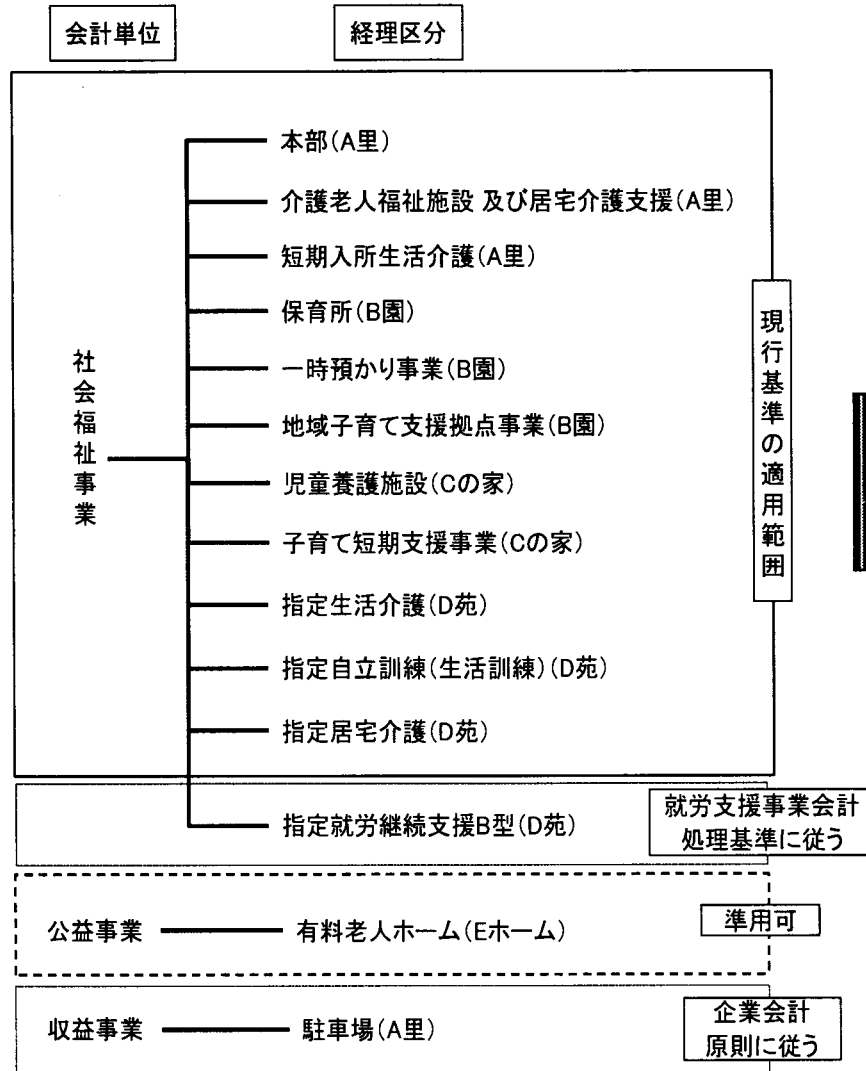 会計単位
経理区分
本部(A里)
介護老人福祉施設 及び居宅介護支援(A里)
短期入所生活介護(A里)
保育所(B園)
一時預かり事業(B園)
地域子育て支援拠点事業(B園)
児童養護施設(Cの家)
子育て短期支援事業(Cの家)
指定生活介護(D苑)
指定自立訓練(生活訓練)(D苑)
指定居宅介護(D苑)
社会福祉事業
現行基準の適用範囲
指定就労継続支援B型(D苑)
就労支援事業会計
処理基準に従う
公益事業
有料老人ホーム(Eホーム)
準用可
収益事業
駐車場(A里)
企業会計
原則に従う